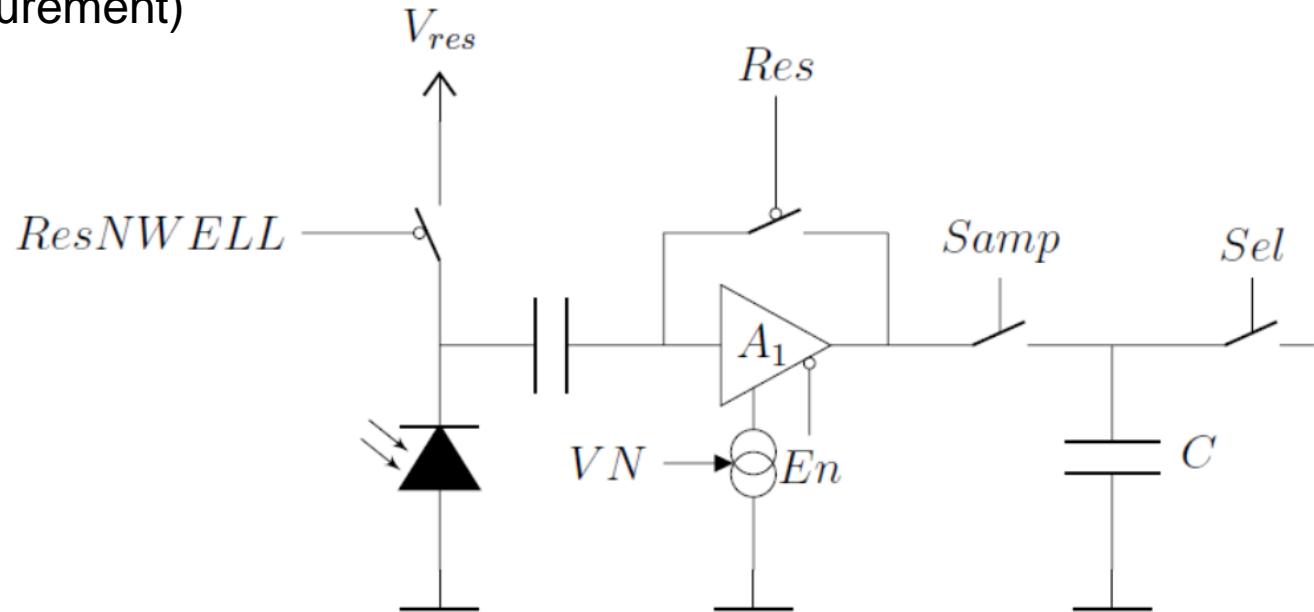 urement)
V_res
Res
ResNWELL
Samp
Sel
A_1
VN
En
C